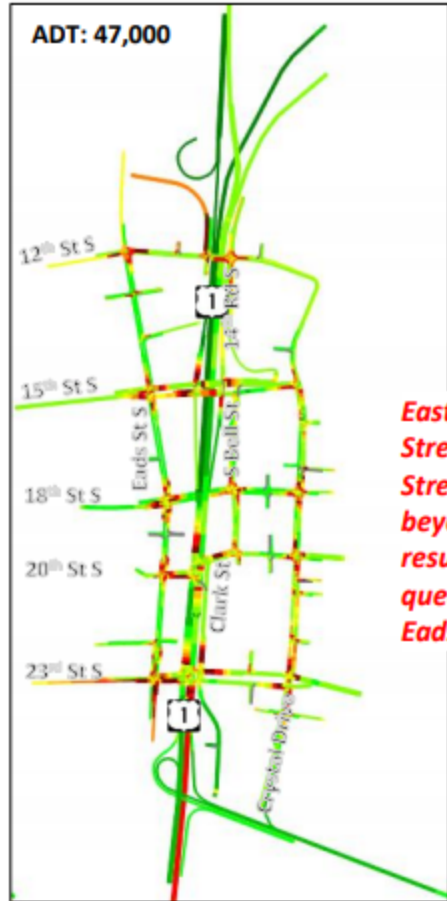 ADT: 47,000
12th St S
1
14th Rd S
15th St S
Eads St S
S Bell St
18th St S
20th St S
Clark St
23rd St S
1
Crystal Drive
East
Stre
Stre
beyo
resu
que
Ead